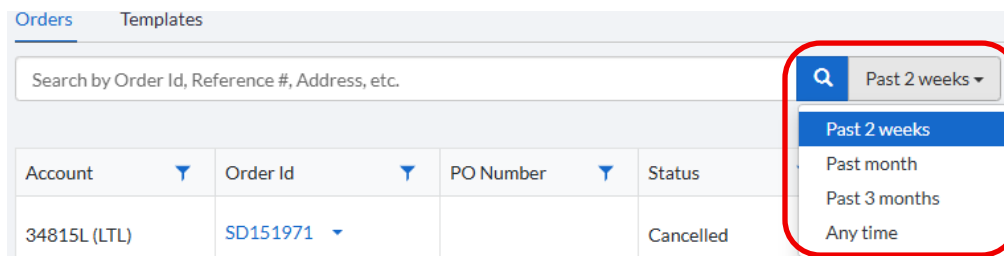 Orders Templates
Search by Order Id, Reference #, Address, etc. Past 2 weeks
Past 2 weeks
Past month
Past 3 months
Any time
Account Order Id PO Number Status
34815L (LTL) SD151971 Cancelled